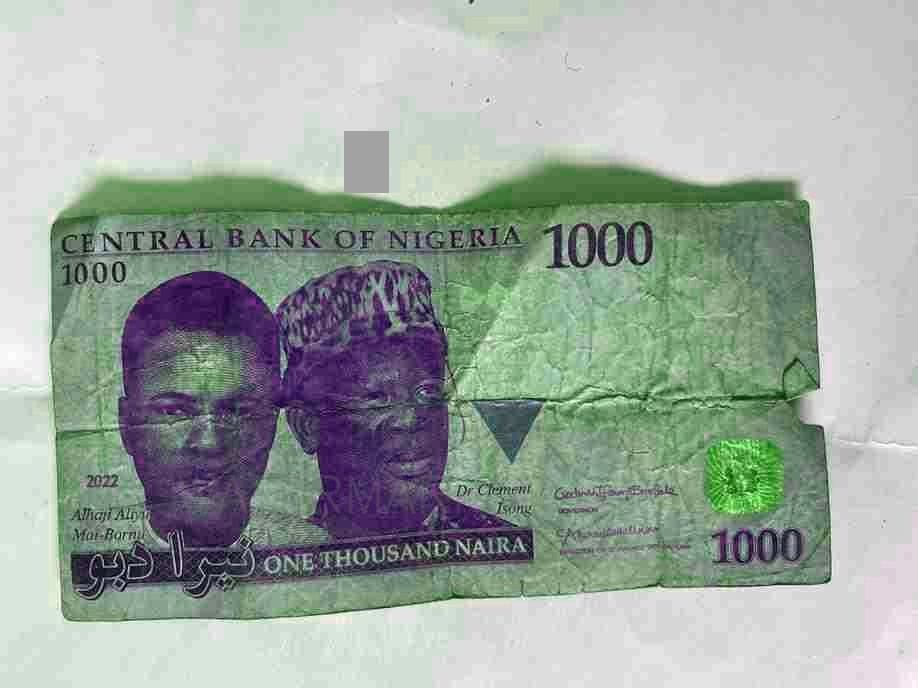 CENTRAL BANK OF NIGERIA
1000
1000
2022
Alhaji Aliyu
Mai-Bornu
Dr Clement
Isong
GOVERNOR
نيرا دبو
ONE THOUSAND NAIRA
1000